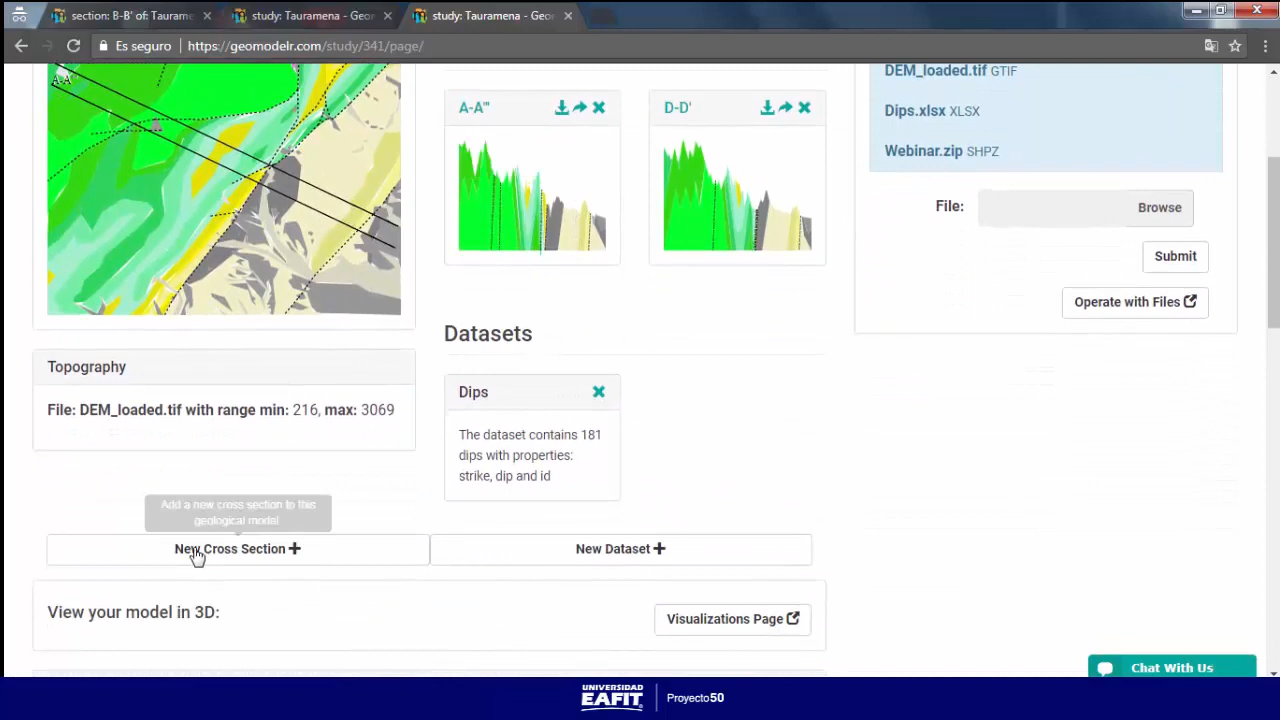 section: B-B' of: Taurame
study: Tauramena - Geor
study: Tauramena - Geor
Es seguro
https://geomodelr.com/study/341/page/
A-A'''
DEM_loaded.tif GTIF
Dips.xlsx XLSX
Webinar.zip SHPZ
File:
Browse
Submit
Operate with Files
A-A'''
D-D'
Datasets
Dips
The dataset contains 181
dips with properties:
strike, dip and id
Topography
File: DEM_loaded.tif with range min: 216, max: 3069
Add a new cross section to this
geological model
New Cross Section +
New Dataset +
View your model in 3D:
Visualizations Page
Chat With Us
UNIVERSIDAD
EAFIT
Proyecto50